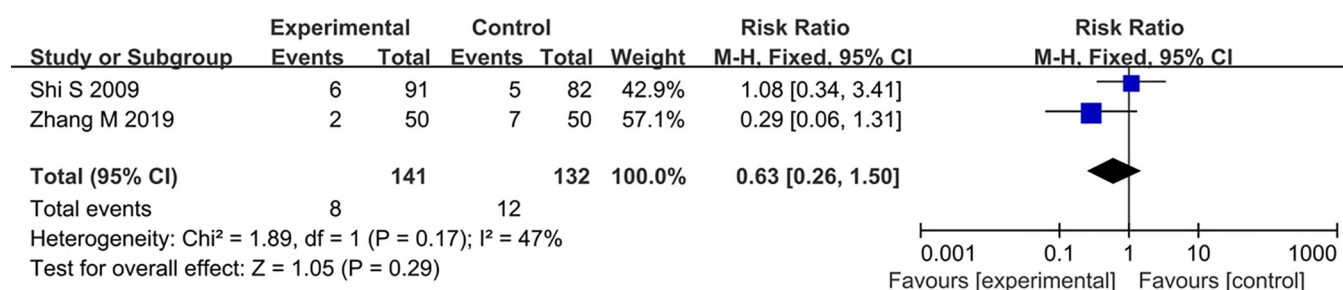 Experimental Control Risk Ratio Risk Ratio
Study or Subgroup Events Total Events Total Weight M-H, Fixed, 95% CI M-H, Fixed, 95% CI
Shi S 2009 6 91 5 82 42.9% 1.08 [0.34, 3.41]
Zhang M 2019 2 50 7 50 57.1% 0.29 [0.06, 1.31]
Total (95% CI) 141 132 100.0% 0.63 [0.26, 1.50]
Total events 8 12
Heterogeneity: Chi² = 1.89, df = 1 (P = 0.17); I² = 47%
Test for overall effect: Z = 1.05 (P = 0.29)
0.001 0.1 1 10 1000
Favours [experimental] Favours [control]